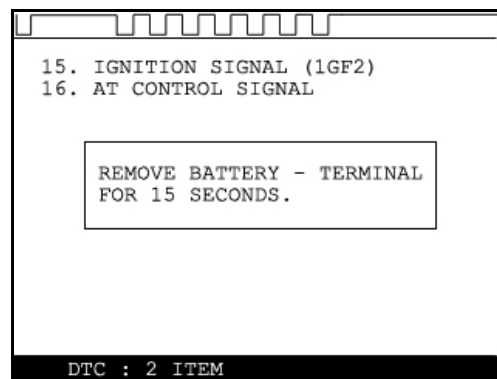 15. IGNITION SIGNAL (1GF2)
16. AT CONTROL SIGNAL
REMOVE BATTERY - TERMINAL
FOR 15 SECONDS.
DTC : 2 ITEM